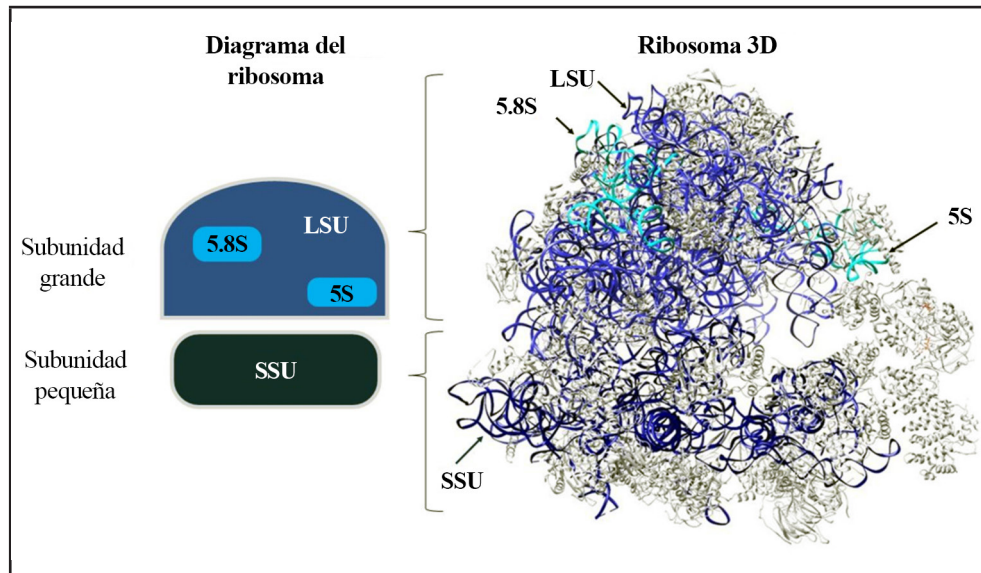 Diagrama del
ribosoma
Ribosoma 3D
LSU
5.8S
5S
Subunidad
grande
LSU
5.8S
5S
Subunidad
pequeña
SSU
SSU